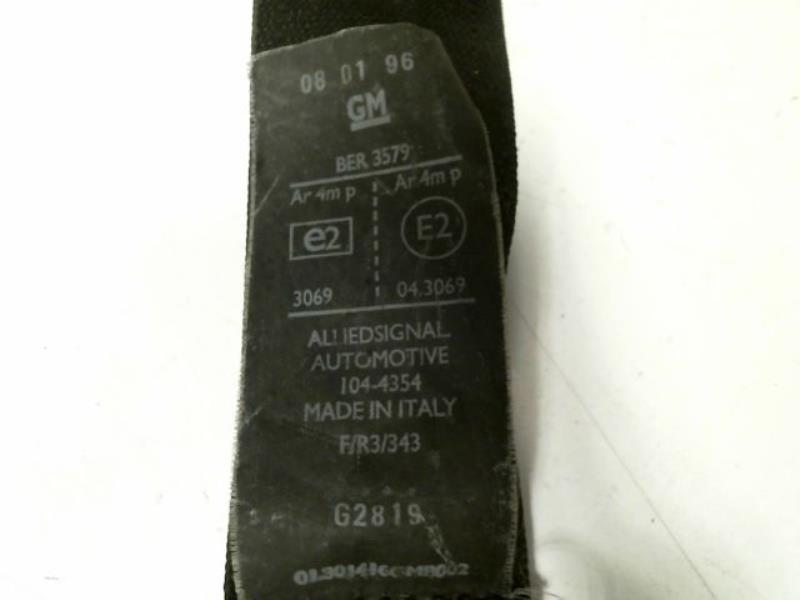 08 01 96
GM
BER 3579
Ar 4m p Ar 4m p
e2 E2
3069 04.3069
ALLIEDSIGNAL
AUTOMOTIVE
104-4354
MADE IN ITALY
F/R3/343
G2819